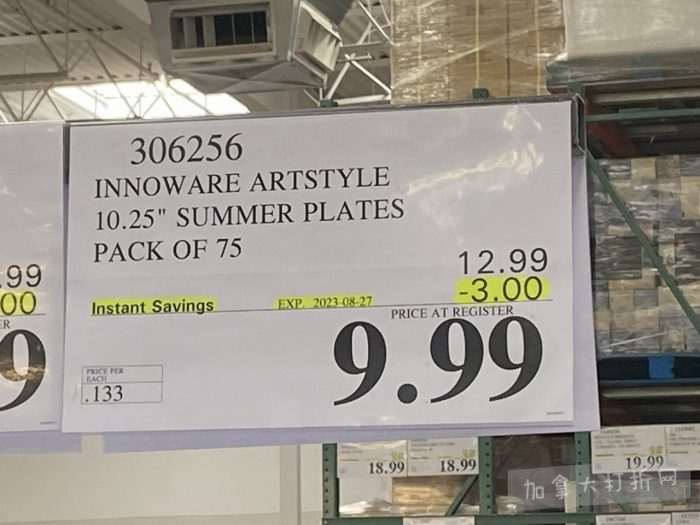 306256
INNOWARE ARTSTYLE
10.25" SUMMER PLATES
PACK OF 75
12.99
Instant Savings EXP. 2023-08-27 -3.00
PRICE AT REGISTER
9.99
PRICE PER
EACH
.133
.99
00
ER
9
18.99 18.99 19.99
加拿大打折网